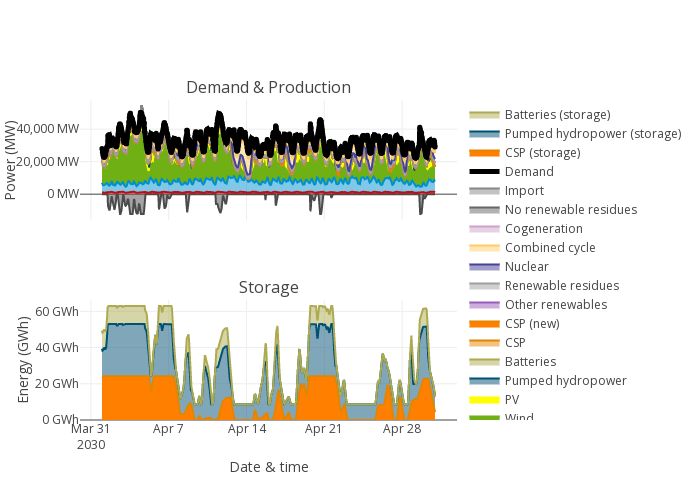 Demand & Production
Power (MW)
40,000 MW
20,000 MW
0 MW
Storage
Energy (GWh)
60 GWh
40 GWh
20 GWh
0 GWh
Mar 31
2030
Apr 7
Apr 14
Apr 21
Apr 28
Date & time
Batteries (storage)
Pumped hydropower (storage)
CSP (storage)
Demand
Import
No renewable residues
Cogeneration
Combined cycle
Nuclear
Renewable residues
Other renewables
CSP (new)
CSP
Batteries
Pumped hydropower
PV
Wind